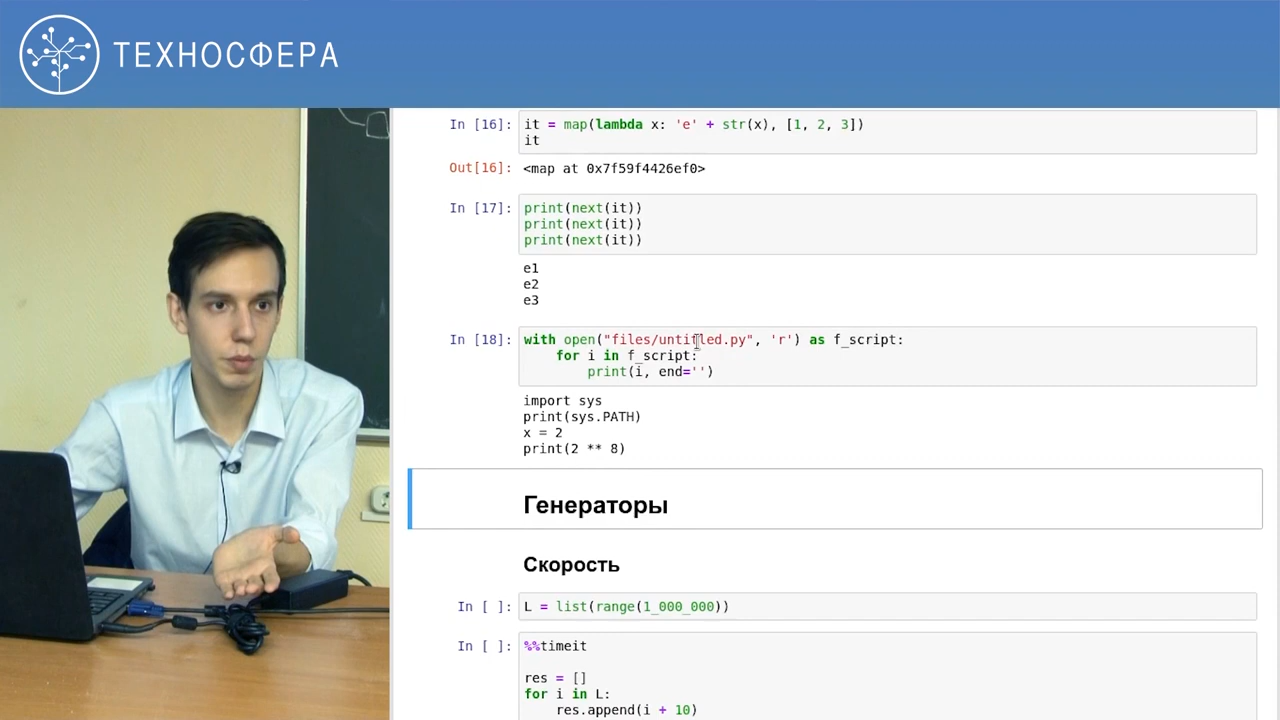 ТЕХНОСФЕРА
In [16]: it = map(lambda x: 'e' + str(x), [1, 2, 3])
it
Out[16]: <map at 0x7f59f4426ef0>
In [17]: print(next(it))
print(next(it))
print(next(it))
e1
e2
e3
In [18]: with open("files/untitled.py", 'r') as f_script:
    for i in f_script:
        print(i, end='')
import sys
print(sys.PATH)
x = 2
print(2 ** 8)
Генераторы
Скорость
In [ ]: L = list(range(1_000_000))
In [ ]: %%timeit
res = []
for i in L:
    res.append(i + 10)